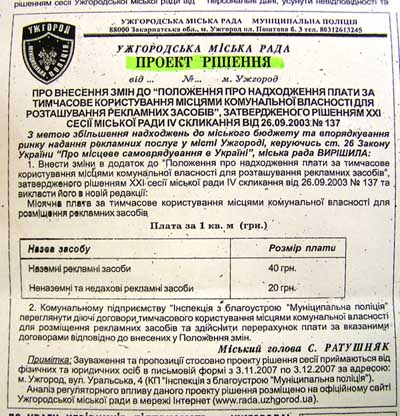 сесії Ужгородської міської ради від
персональні дані, усунути невідповідності та
УЖГОРОД
УЖГОРОДСЬКА МІСЬКА РАДА МУНІЦИПАЛЬНА ПОЛІЦІЯ
88000 Закарпатська обл., м. Ужгород пл. Поштова 6. 3 тел. 80312613245
УЖГОРОДСЬКА МІСЬКА РАДА
ПРОЕКТ РІШЕННЯ
від ... №... м. Ужгород
ПРО ВНЕСЕННЯ ЗМІН ДО "ПОЛОЖЕННЯ ПРО НАДХОДЖЕННЯ ПЛАТИ ЗА
ТИМЧАСОВЕ КОРИСТУВАННЯ МІСЦЯМИ КОМУНАЛЬНОЇ ВЛАСНОСТІ ДЛЯ
РОЗТАШУВАННЯ РЕКЛАМНИХ ЗАСОБІВ", ЗАТВЕРДЖЕНОГО РІШЕННЯМ XXI
СЕСІЇ МІСЬКОЇ РАДИ IV СКЛИКАННЯ ВІД 26.09.2003 № 137
З метою збільшення надходжень до міського бюджету та впорядкування
ринку надання рекламних послуг у місті Ужгороді, керуючись ст. 26 Закону
України "Про місцеве самоврядування в Україні", міська рада ВИРІШИЛА:
1. Внести зміни в додаток до "Положення про надходження плати за тимчасове
користування місцями комунальної власності для розташування рекламних засобів",
затвердженого рішенням XXI сесії міської ради IV скликання від 26.09.2003 № 137 та
викласти його в новій редакції:
Місячна плата за тимчасове користування місцями комунальної власності для
розміщення рекламних засобів
Плата за 1 кв. м (грн.)
Назва засобу Розмір плати
Наземні рекламні засоби 40 грн.
Неназемні та недахові рекламні засоби 20 грн.
2. Комунальному підприємству "Інспекція з благоустрою "Муніципальна поліція"
переглянути діючі договори тимчасового користування місцями комунальної власності
для розміщення рекламних засобів та здійснити перерахунок плати за вказаними
договорами відповідно до внесених у Положення змін.
Міський голова С. РАТУШНЯК
Примітка: Зауваження та пропозиції стосовно проекту рішення сесії приймаються від
фізичних та юридичних осіб в письмовій формі з 3.11.2007 по 3.12.2007 за адресою:
м. Ужгород, вул. Уральська, 4 (КП "Інспекція з благоустрою "Муніципальна поліція").
Аналіз регуляторного впливу даного проекту рішення розміщено на офіційному сайті
Ужгородської міської ради в мережі Інтернет (www.rada.uzhgorod.ua).